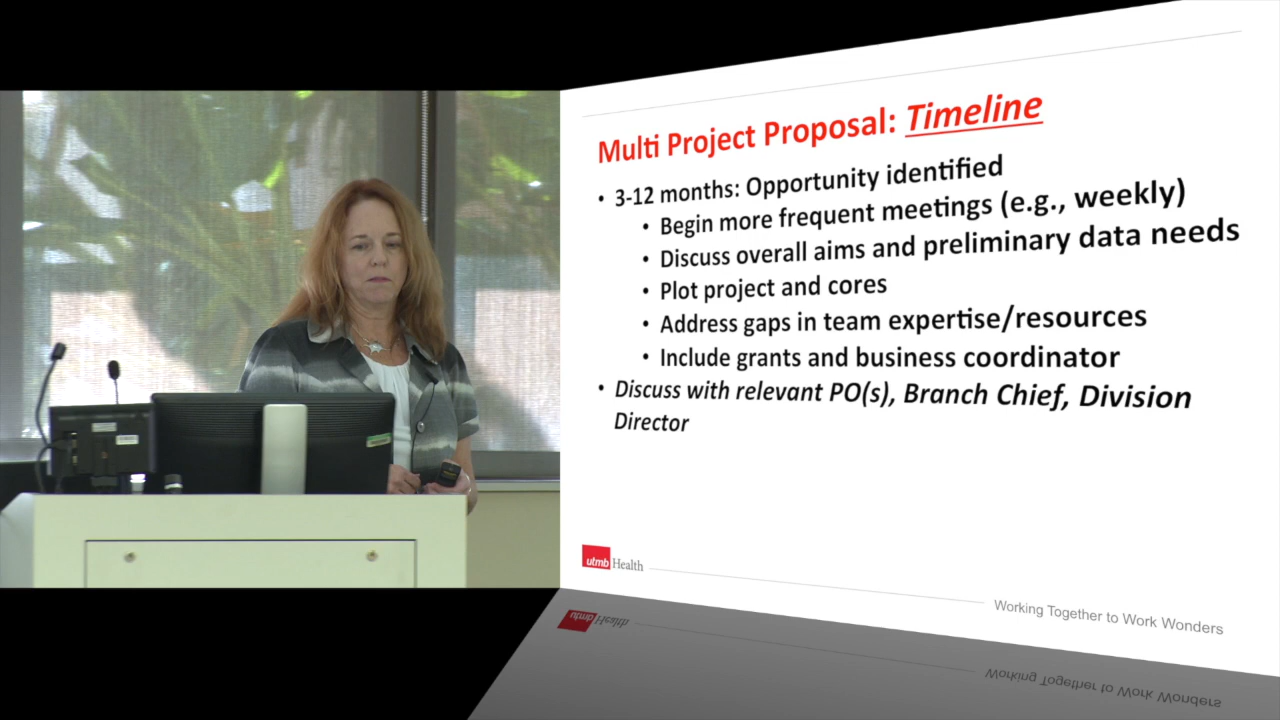 Multi Project Proposal: Timeline
• 3-12 months: Opportunity identified
• Begin more frequent meetings (e.g., weekly)
• Discuss overall aims and preliminary data needs
• Plot project and cores
• Address gaps in team expertise/resources
• Include grants and business coordinator
• Discuss with relevant PO(s), Branch Chief, Division
Director
utmb Health
Working Together to Work Wonders